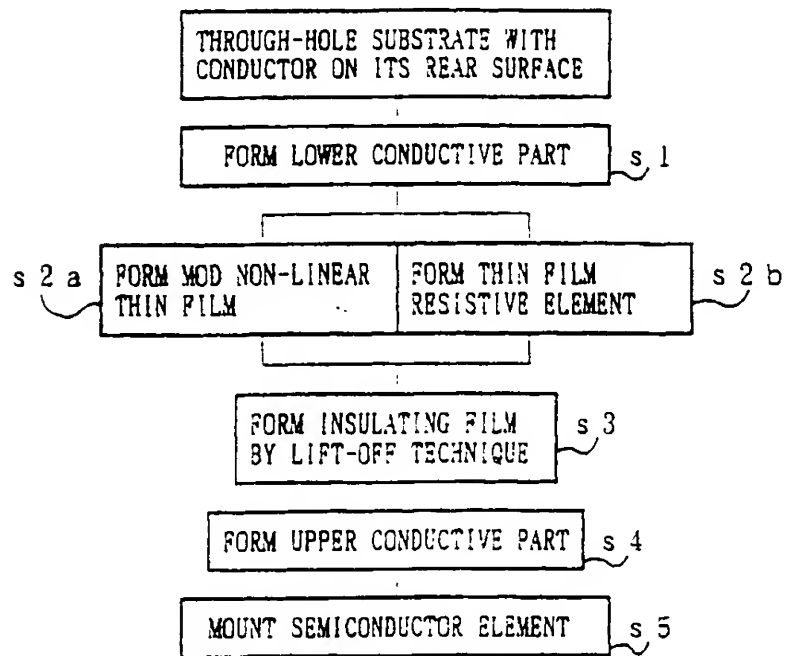 THROUGH-HOLE SUBSTRATE WITH
CONDUCTOR ON ITS REAR SURFACE
FORM LOWER CONDUCTIVE PART
s 1
s 2 a
FORM MOD NON-LINEAR
THIN FILM
FORM THIN FILM
RESISTIVE ELEMENT
s 2 b
FORM INSULATING FILM
BY LIFT-OFF TECHNIQUE
s 3
FORM UPPER CONDUCTIVE PART
s 4
MOUNT SEMICONDUCTOR ELEMENT
s 5